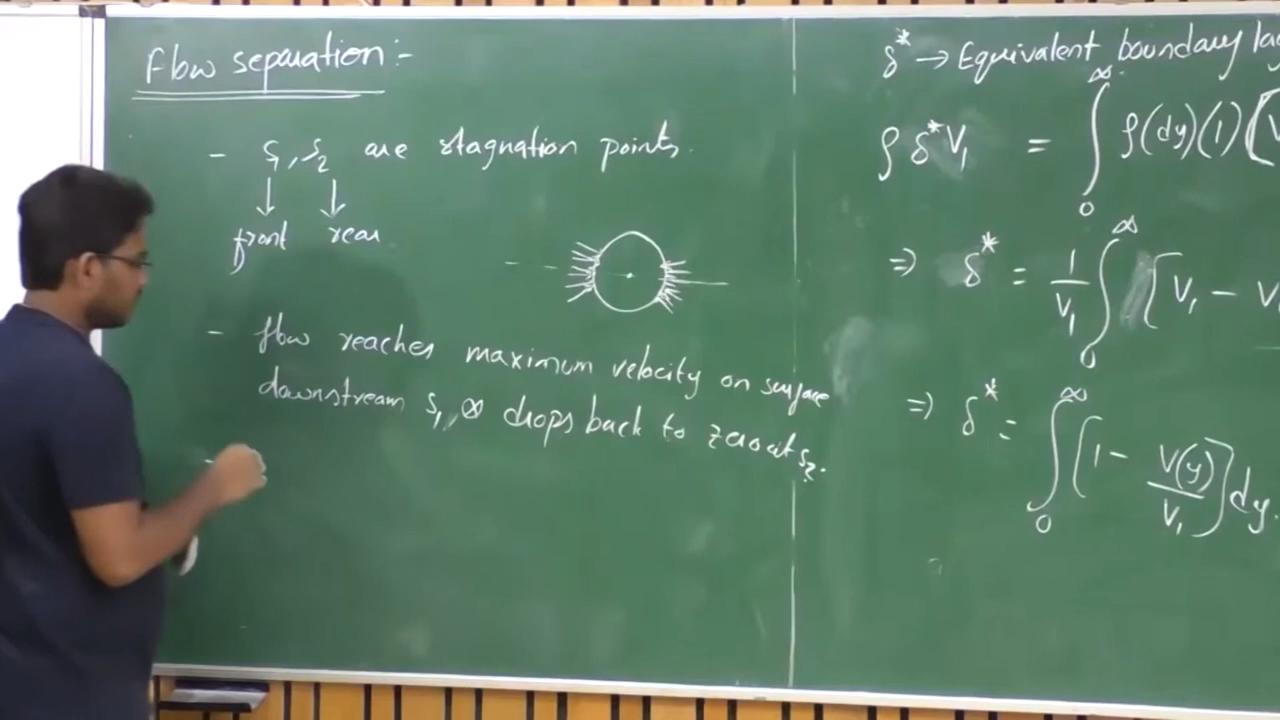 Flow separation:-
- S1, S2 are stagnation points.
↓ ↓
front rear
- flow reaches maximum velocity on surface
downstream S1, & drops back to zero at S2.
-
δ* → Equivalent boundary
ρ δ* V1 = ∫0^∞ ρ(dy)(1)[
⇒ δ* = 1/V1 ∫0^∞ [V1 - V
⇒ δ* = ∫0^∞ [1 - V(y)/V1] dy.